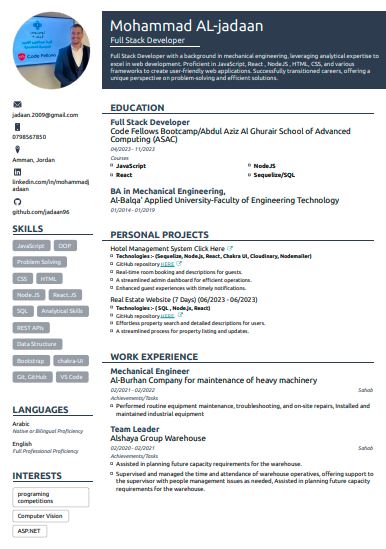 Mohammad AL-jadaan
Full Stack Developer
Full Stack Developer with a background in mechanical engineering, leveraging analytical expertise to
excel in web development. Proficient in JavaScript, React , NodeJS , HTML, CSS, and various
frameworks to create user-friendly web applications. Successfully transitioned careers, offering a
unique perspective on problem-solving and efficient solutions.
Code Fellows
jadaan.2009@gmail.com
0798567850
Amman, Jordan
linkedin.com/in/mohammadj
adaan
github.com/jadaan96
SKILLS
JavaScript
OOP
Problem Solving
CSS
HTML
Node.JS
React.JS
SQL
Analytical Skills
REST APIs
Data Structure
Bootstrap
chakra-UI
Git, GitHub
VS Code
LANGUAGES
Arabic
Native or Bilingual Proficiency
English
Full Professional Proficiency
INTERESTS
programing
competitions
Computer Vision
ASP.NET
EDUCATION
Full Stack Developer
Code Fellows Bootcamp/Abdul Aziz Al Ghurair School of Advanced
Computing (ASAC)
04/2023 - 11/2023
Courses
JavaScript
NodeJS
React
Sequelize/SQL
BA in Mechanical Engineering,
Al-Balqa' Applied University-Faculty of Engineering Technology
01/2014 - 01/2019
PERSONAL PROJECTS
Hotel Management System Click Here
Technologies :- (Sequelize, Node.js, React, Chakra UI, Cloudinary, Nodemailer)
GitHub repository HERE
Real-time room booking and descriptions for guests.
A streamlined admin dashboard for efficient operations.
Enhanced guest experiences with timely notifications.
Real Estate Website (7 Days) (06/2023 - 06/2023)
Technologies :- ( SQL , Node.js, React)
GitHub repository HERE
Effortless property search and detailed descriptions for users.
A streamlined process for property listing and updates.
WORK EXPERIENCE
Mechanical Engineer
Al-Burhan Company for maintenance of heavy machinery
02/2021 - 02/2022
Sahab
Achievements/Tasks
Performed routine equipment maintenance, troubleshooting, and on-site repairs, Installed and
maintained industrial equipment
Team Leader
Alshaya Group Warehouse
02/2020 - 02/2021
Sahab
Achievements/Tasks
Assisted in planning future capacity requirements for the warehouse.
Supervised and managed the time and attendance of warehouse operatives, offering support to
the supervisor with people management issues as needed, Assisted in planning future capacity
requirements for the warehouse.